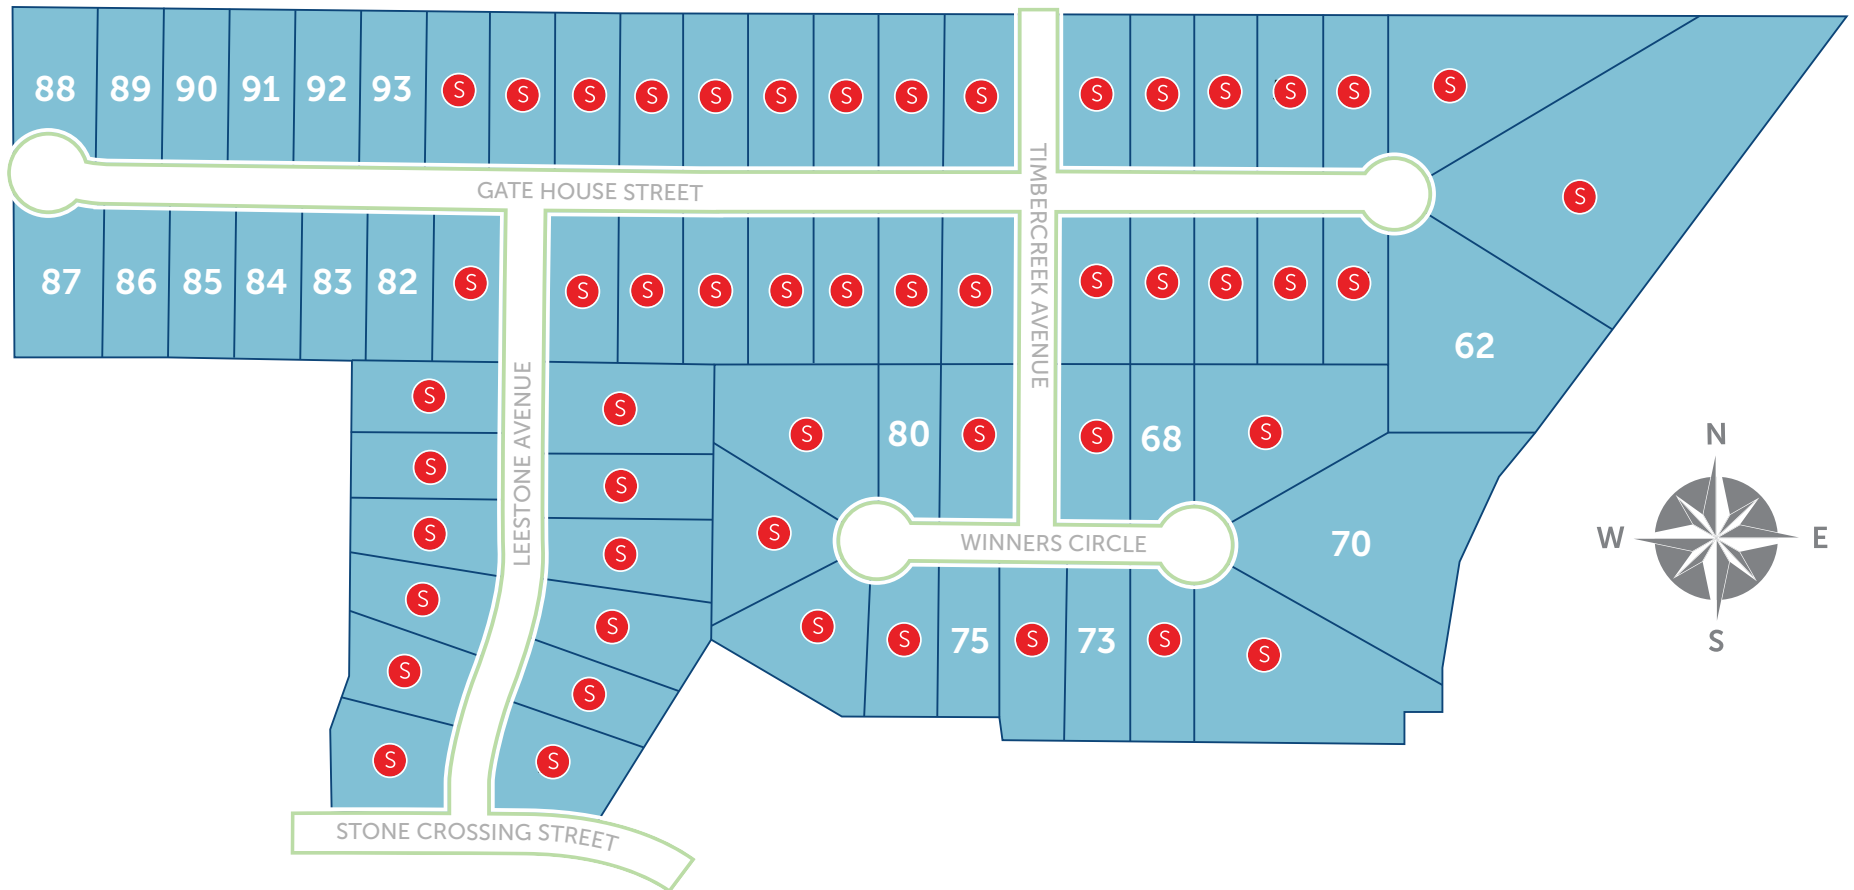 88 89 90 91 92 93 S S S S S S S S S S S S S S S
S
GATE HOUSE STREET
TIMBERCREEK AVENUE
87 86 85 84 83 82 S S S S S S S S S S S S S
62
LEESTONE AVENUE
S S S 80 S S 68 S
S S
S S S
WINNERS CIRCLE
70
S S S S 75 S 73 S S
S S
S S
STONE CROSSING STREET
N
W E
S